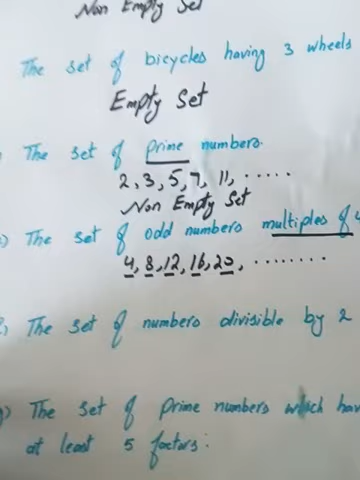 Non Empty Set
The set of bicycles having 3 wheels
Empty Set
The set of prime numbers.
2, 3, 5, 7, 11, .....
Non Empty Set
) The set of odd numbers multiples of 4
4, 8, 12, 16, 20, ........
The set of numbers divisible by 2
) The set of prime numbers which hav
at least 5 factors: